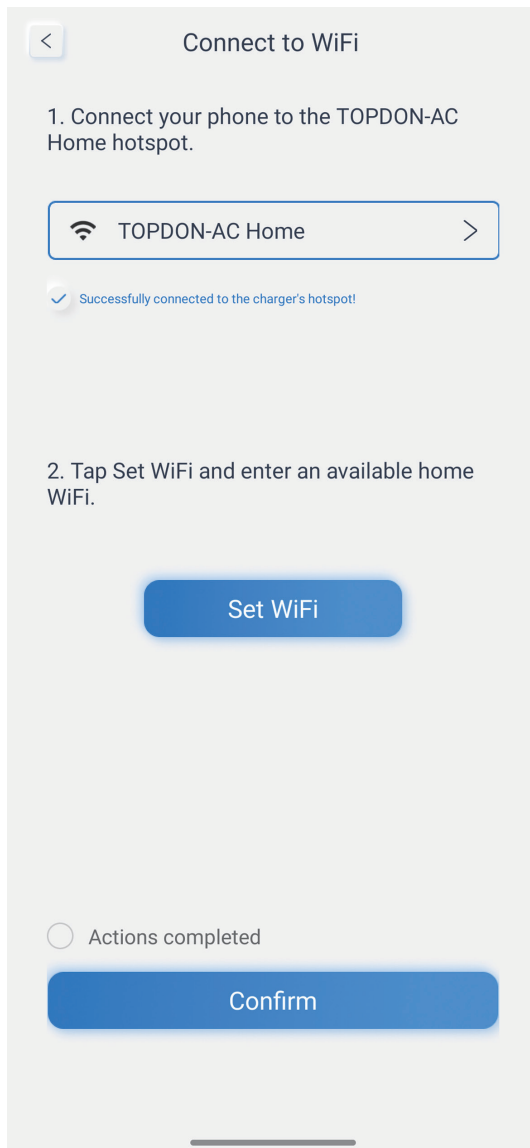 Connect to WiFi
1. Connect your phone to the TOPDON-AC
Home hotspot.
TOPDON-AC Home
Successfully connected to the charger's hotspot!
2. Tap Set WiFi and enter an available home
WiFi.
Set WiFi
Actions completed
Confirm